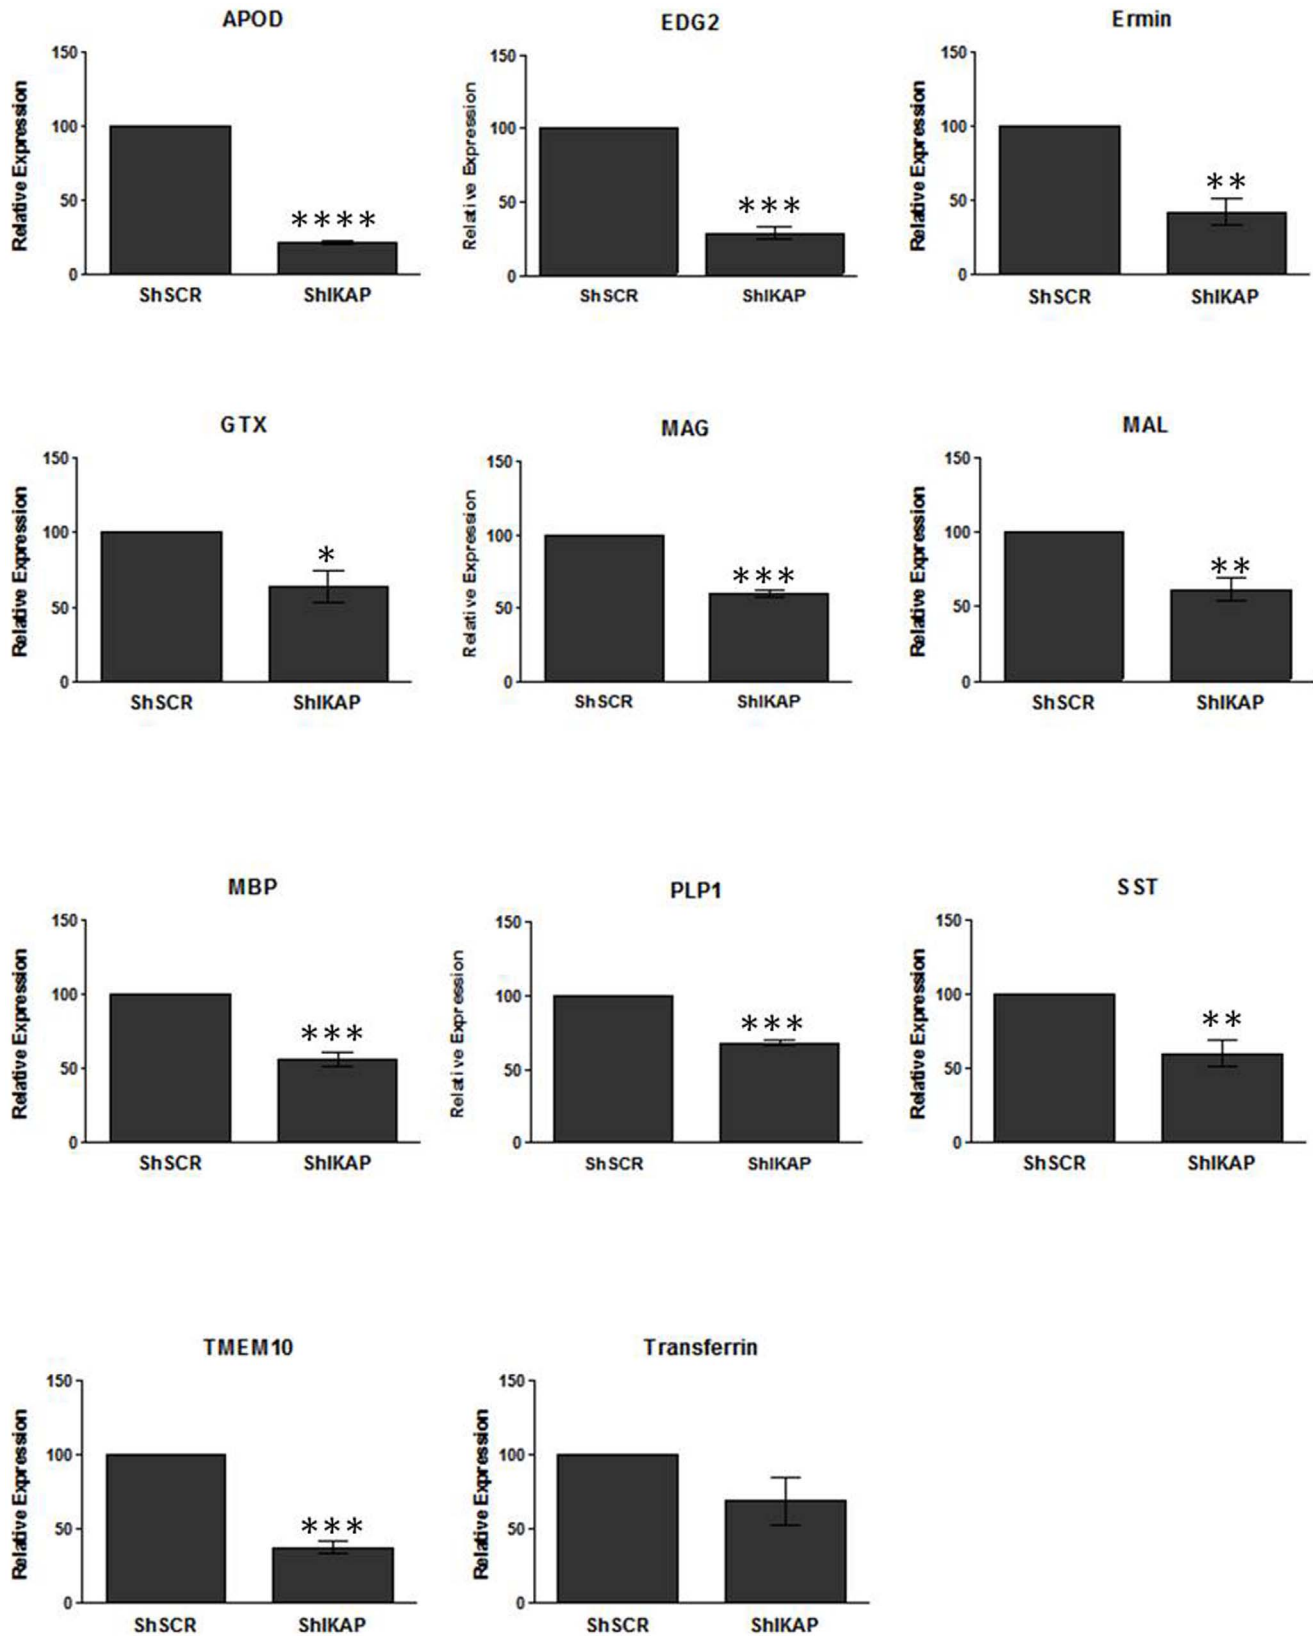 APOD
EDG2
Ermin
150
100
50
0
Relative Expression
****
ShSCR
ShIKAP
150
100
50
0
Relative Expression
***
ShSCR
ShIKAP
150
100
50
0
Relative Expression
**
ShSCR
ShIKAP
GTX
MAG
MAL
150
100
50
0
Relative Expression
*
ShSCR
ShIKAP
150
100
50
0
Relative Expression
***
ShSCR
ShIKAP
150
100
50
0
Relative Expression
**
ShSCR
ShIKAP
MBP
PLP1
SST
150
100
50
0
Relative Expression
***
ShSCR
ShIKAP
150
100
50
0
Relative Expression
***
ShSCR
ShIKAP
150
100
50
0
Relative Expression
**
ShSCR
ShIKAP
TMEM10
Transferrin
150
100
50
0
Relative Expression
***
ShSCR
ShIKAP
150
100
50
0
Relative Expression
ShSCR
ShIKAP